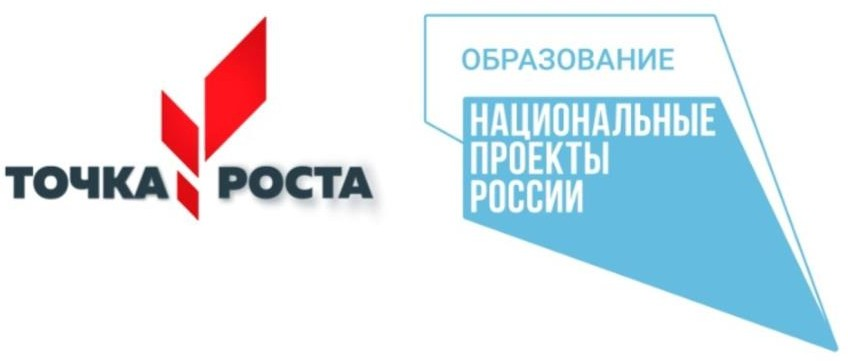 ТОЧКА РОСТА
ОБРАЗОВАНИЕ
НАЦИОНАЛЬНЫЕ
ПРОЕКТЫ
РОССИИ